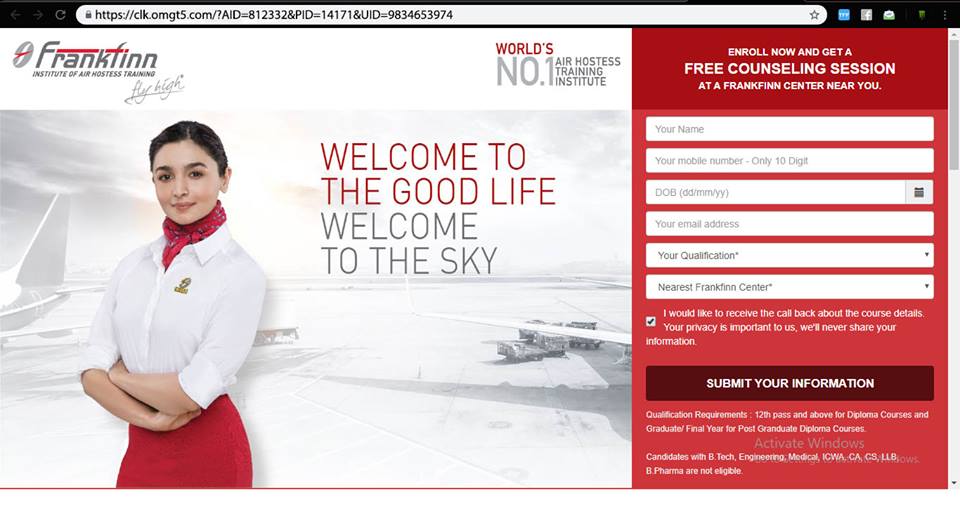 https://clk.omgt5.com/?AID=812332&PID=14171&UID=9834653974
Frankfinn
INSTITUTE OF AIR HOSTESS TRAINING
fly high
WORLD'S
NO.1 AIR HOSTESS
TRAINING
INSTITUTE
WELCOME TO
THE GOOD LIFE
WELCOME
TO THE SKY
ENROLL NOW AND GET A
FREE COUNSELING SESSION
AT A FRANKFINN CENTER NEAR YOU.
Your Name
Your mobile number - Only 10 Digit
DOB (dd/mm/yy)
Your email address
Your Qualification*
Nearest Frankfinn Center*
I would like to receive the call back about the course details.
Your privacy is important to us, we'll never share your
information.
SUBMIT YOUR INFORMATION
Qualification Requirements : 12th pass and above for Diploma Courses and
Graduate/ Final Year for Post Granduate Diploma Courses.
Activate Windows
Candidates with B.Tech, Engineering, Medical, ICWA, CA, CS, LLB,
B.Pharma are not eligible.